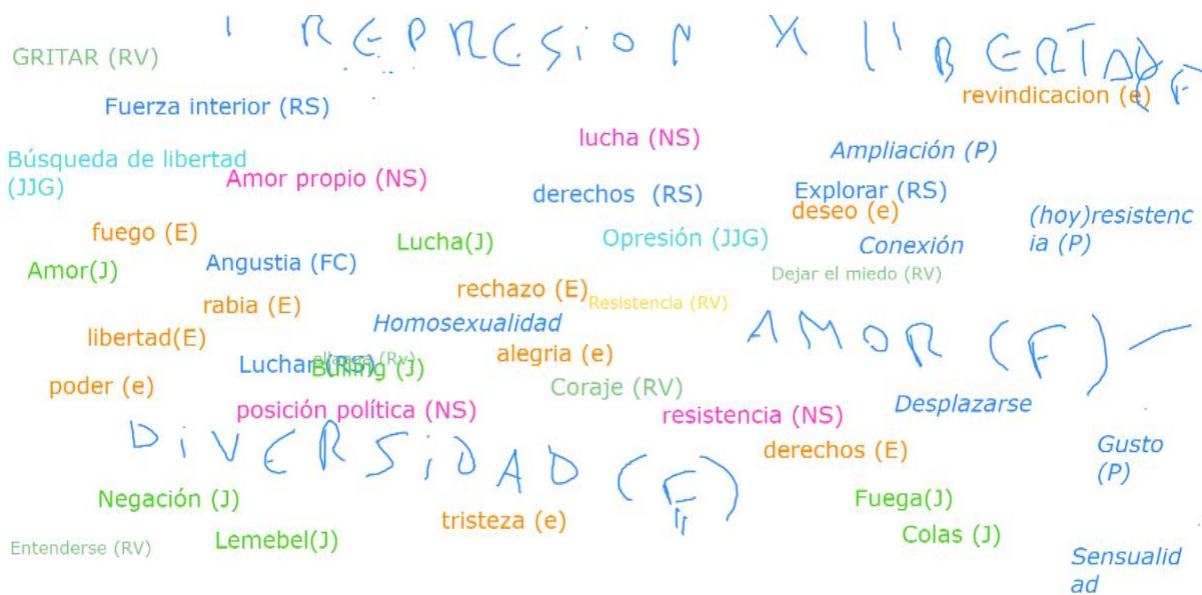 REPRESION Y LIBERTAD (F
GRITAR (RV)
revindicacion (e)
Fuerza interior (RS)
lucha (NS)
Ampliación (P)
Búsqueda de libertad
(JJG)
Amor propio (NS)
derechos (RS)
Explorar (RS)
deseo (e)
(hoy)resistenc
ia (P)
fuego (E)
Lucha(J)
Opresión (JJG)
Conexión
Amor(J)
Angustia (FC)
Dejar el miedo (RV)
rechazo (E)
rabia (E)
Resistencia (RV)
Homosexualidad
libertad(E)
AMOR (F)
alegria (e)
Luchar (RS)
Bulling (J)
poder (e)
Coraje (RV)
posición política (NS)
resistencia (NS)
Desplazarse
DiVERSiDAD (F)
derechos (E)
Gusto
(P)
Negación (J)
Fuega(J)
tristeza (e)
Colas (J)
Lemebel(J)
Entenderse (RV)
Sensualid
ad